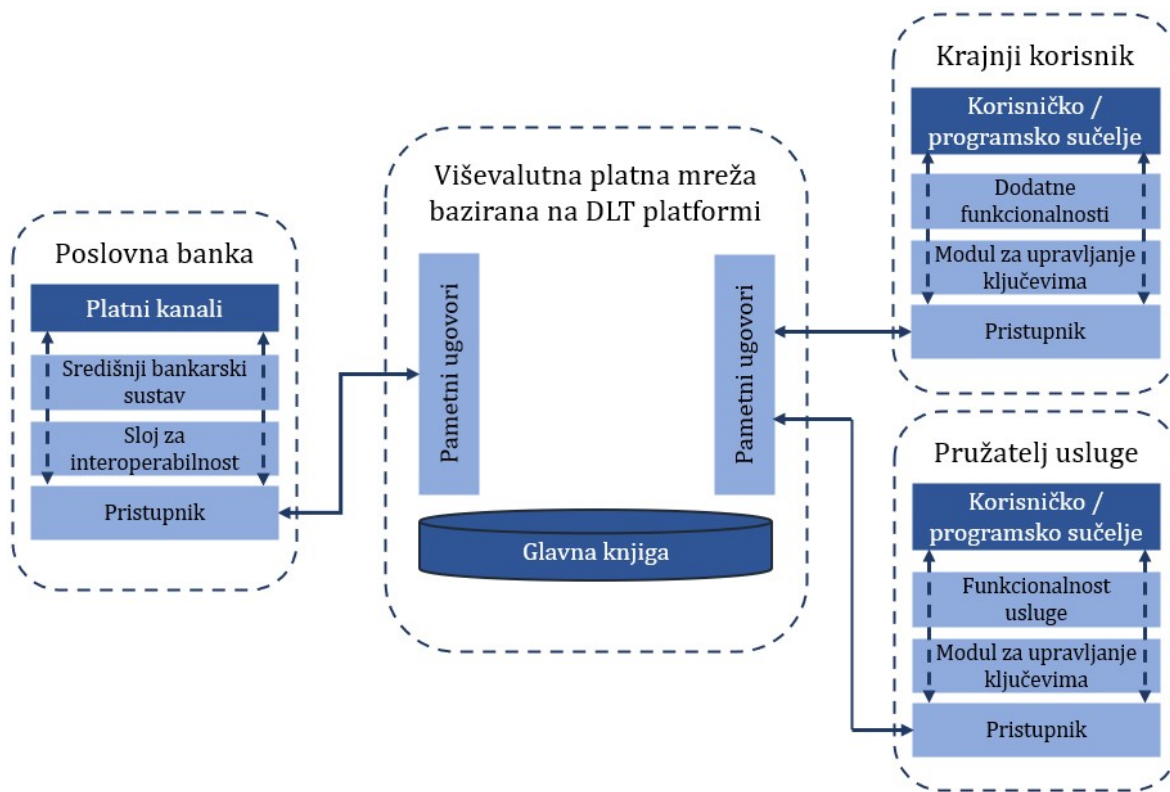 Poslovna banka
Platni kanali
Središnji bankarski
sustav
Sloj za
interoperabilnost
Pristupnik
Viševalutna platna mreža
bazirana na DLT platformi
Pametni ugovori
Pametni ugovori
Glavna knjiga
Krajnji korisnik
Korisničko /
programsko sučelje
Dodatne
funkcionalnosti
Modul za upravljanje
ključevima
Pristupnik
Pružatelj usluge
Korisničko /
programsko sučelje
Funkcionalnost
usluge
Modul za upravljanje
ključevima
Pristupnik